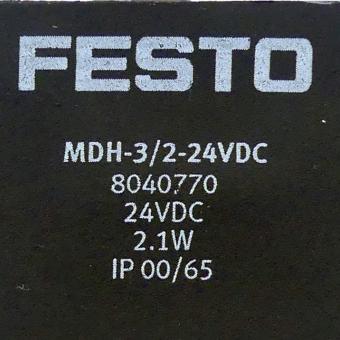 FESTO
MDH-3/2-24VDC
8040770
24VDC
2.1W
IP 00/65